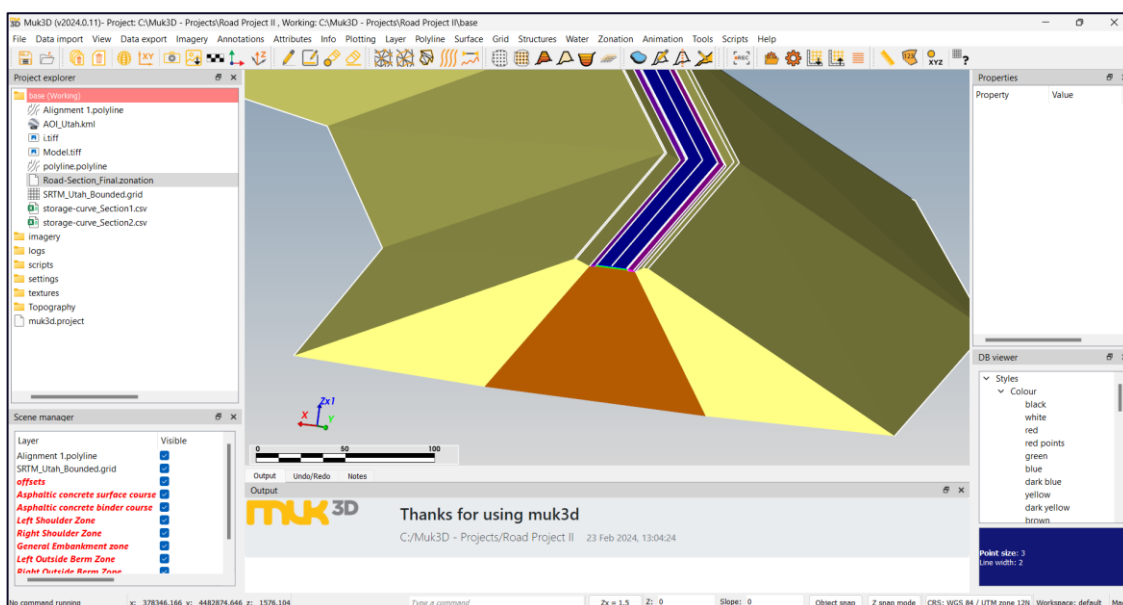 Muk3D (v2024.0.11)- Project: C:\Muk3D - Projects\Road Project II , Working: C:\Muk3D - Projects\Road Project II\base
File Data import View Data export Imagery Annotations Attributes Info Plotting Layer Polyline Surface Grid Structures Water Zonation Animation Tools Scripts Help
Project explorer
base (Working)
Alignment 1.polyline
AOI_Utah.kml
i.tiff
Model.tiff
polyline.polyline
Road-Section_Final.zonation
SRTM_Utah_Bounded.grid
storage-curve_Section1.csv
storage-curve_Section2.csv
imagery
logs
scripts
settings
textures
Topography
muk3d.project
Scene manager
Layer Visible
Alignment 1.polyline
SRTM_Utah_Bounded.grid
offsets
Asphaltic concrete surface course
Asphaltic concrete binder course
Left Shoulder Zone
Right Shoulder Zone
General Embankment zone
Left Outside Berm Zone
Right Outside Berm Zone
Zx1
X Y
0 50 100
Output Undo/Redo Notes
Output
muk3D
Thanks for using muk3d
C:/Muk3D - Projects/Road Project II 23 Feb 2024, 13:04:24
Properties
Property Value
DB viewer
Styles
Colour
black
white
red
red points
green
blue
dark blue
yellow
dark yellow
brown
Point size: 3
Line width: 2
No command running x: 378346.166 y: 4482874.646 z: 1576.104 Type a command Zx = 1.5 Z: 0 Slope: 0 Object snap Z snap mode CRS: WGS 84 / UTM zone 12N Workspace: default